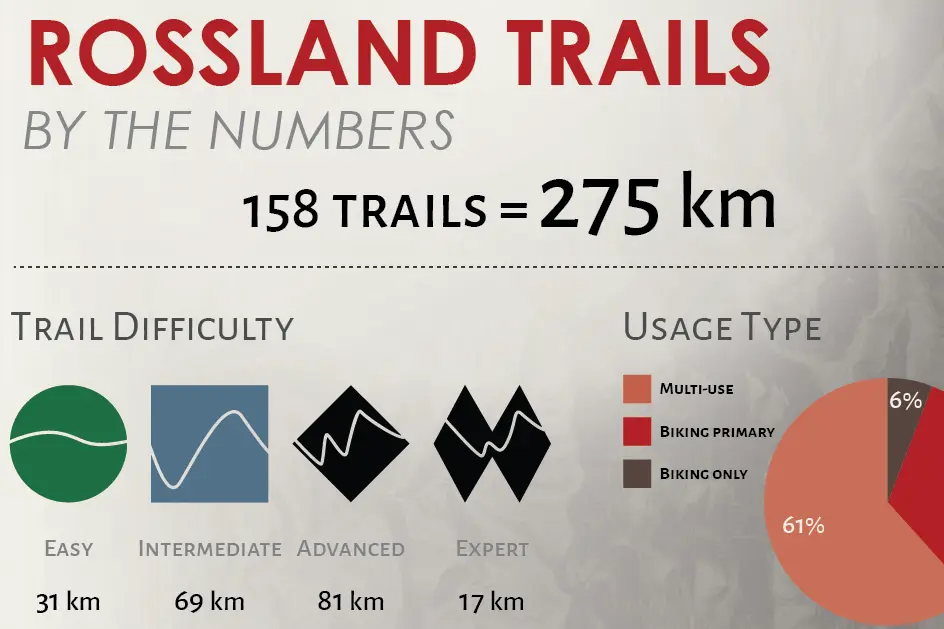 ROSSLAND TRAILS
BY THE NUMBERS
158 TRAILS = 275 km
TRAIL DIFFICULTY
EASY
31 km
INTERMEDIATE
69 km
ADVANCED
81 km
EXPERT
17 km
USAGE TYPE
MULTI-USE
BIKING PRIMARY
BIKING ONLY
6%
61%